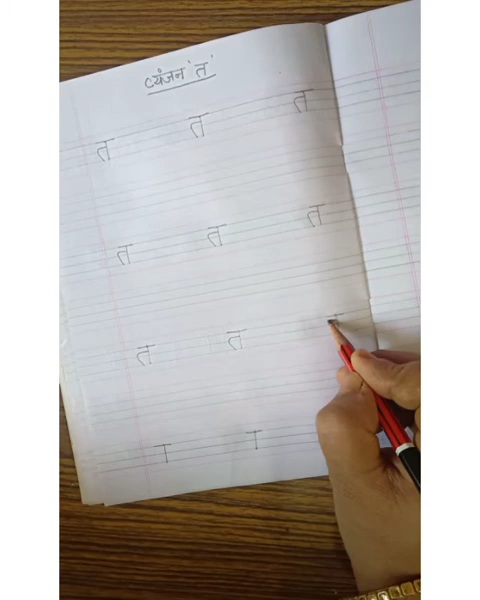 व्यंजन 'त'
त त त
त त त
त त